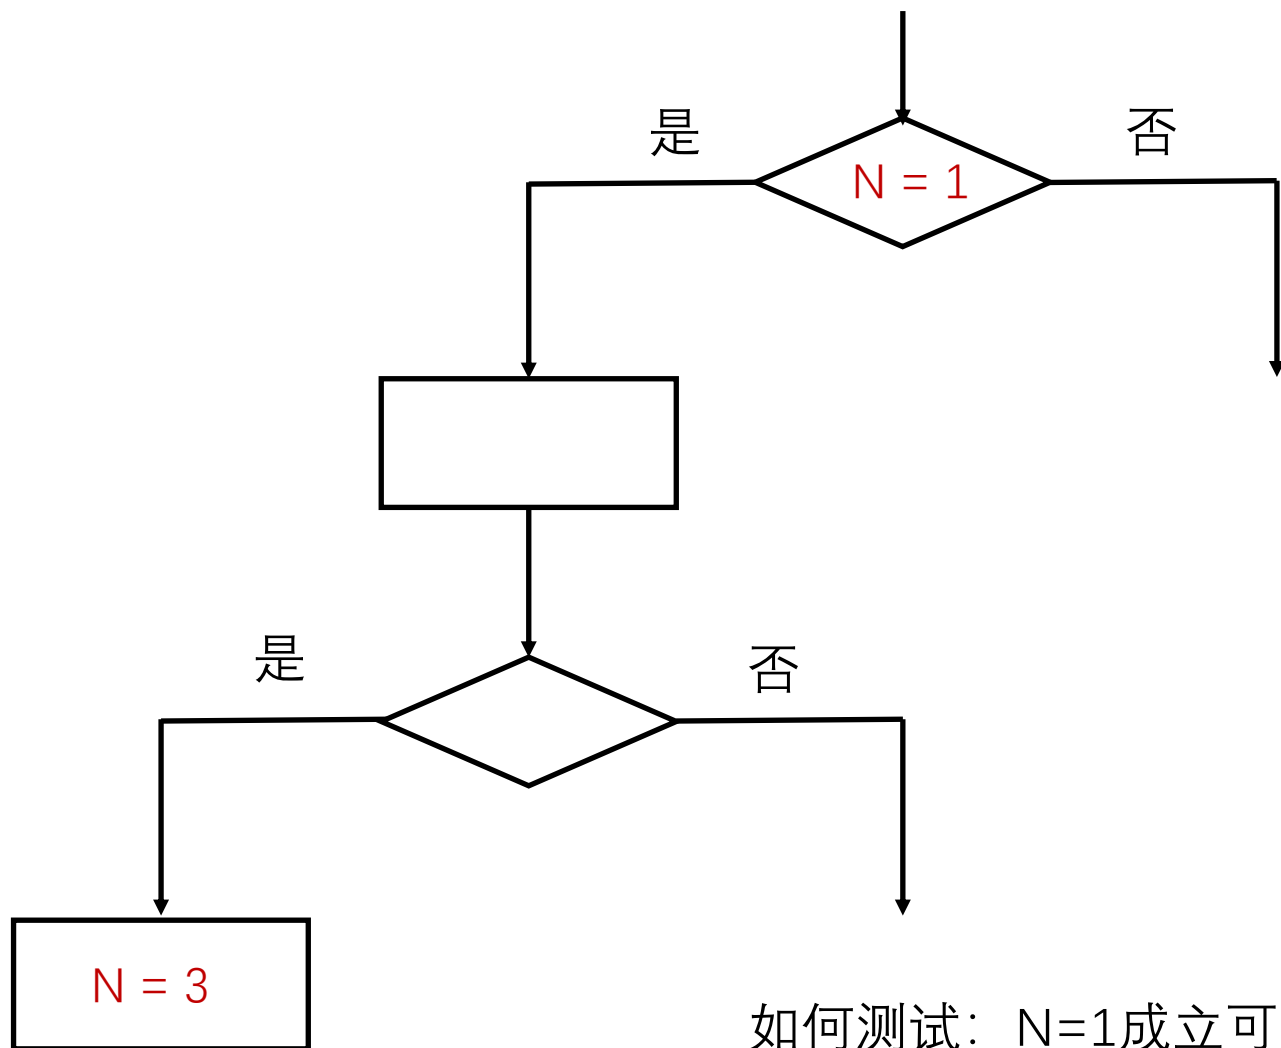 是
否
N = 1
是
否
N = 3
如何测试：N=1成立可